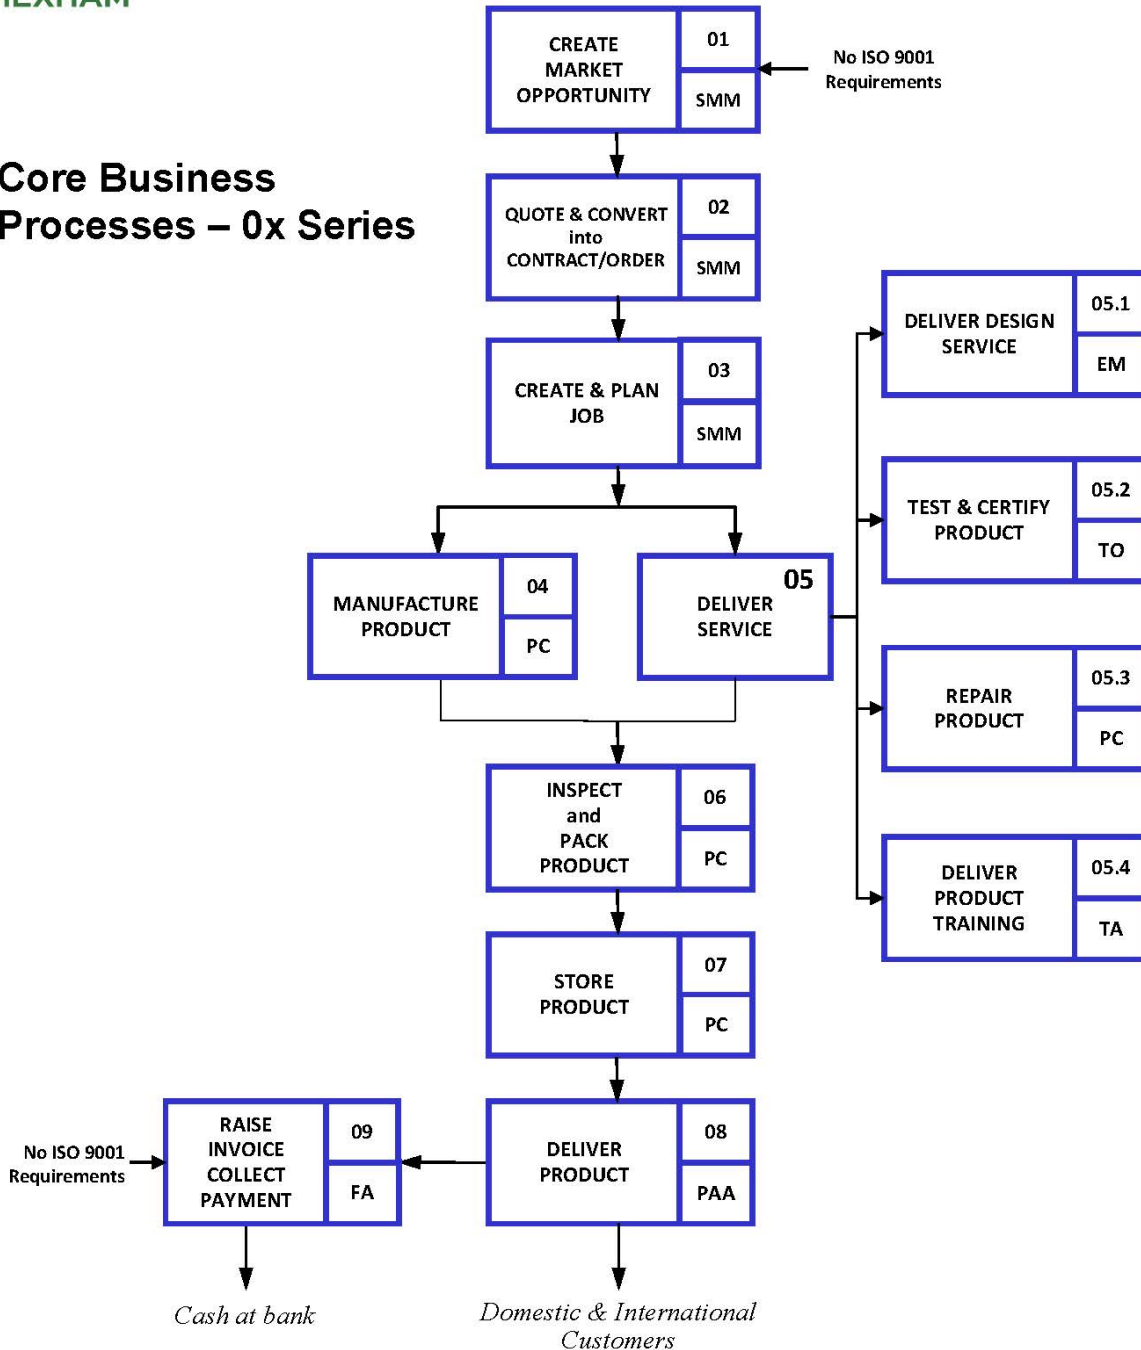 CREATE
MARKET
OPPORTUNITY
01
SMM
No ISO 9001
Requirements
Core Business
Processes – 0x Series
QUOTE & CONVERT
into
CONTRACT/ORDER
02
SMM
CREATE & PLAN
JOB
03
SMM
DELIVER DESIGN
SERVICE
05.1
EM
TEST & CERTIFY
PRODUCT
05.2
TO
MANUFACTURE
PRODUCT
04
PC
05
DELIVER
SERVICE
REPAIR
PRODUCT
05.3
PC
INSPECT
and
PACK
PRODUCT
06
PC
DELIVER
PRODUCT
TRAINING
05.4
TA
STORE
PRODUCT
07
PC
No ISO 9001
Requirements
RAISE
INVOICE
COLLECT
PAYMENT
09
FA
DELIVER
PRODUCT
08
PAA
Cash at bank
Domestic & International
Customers